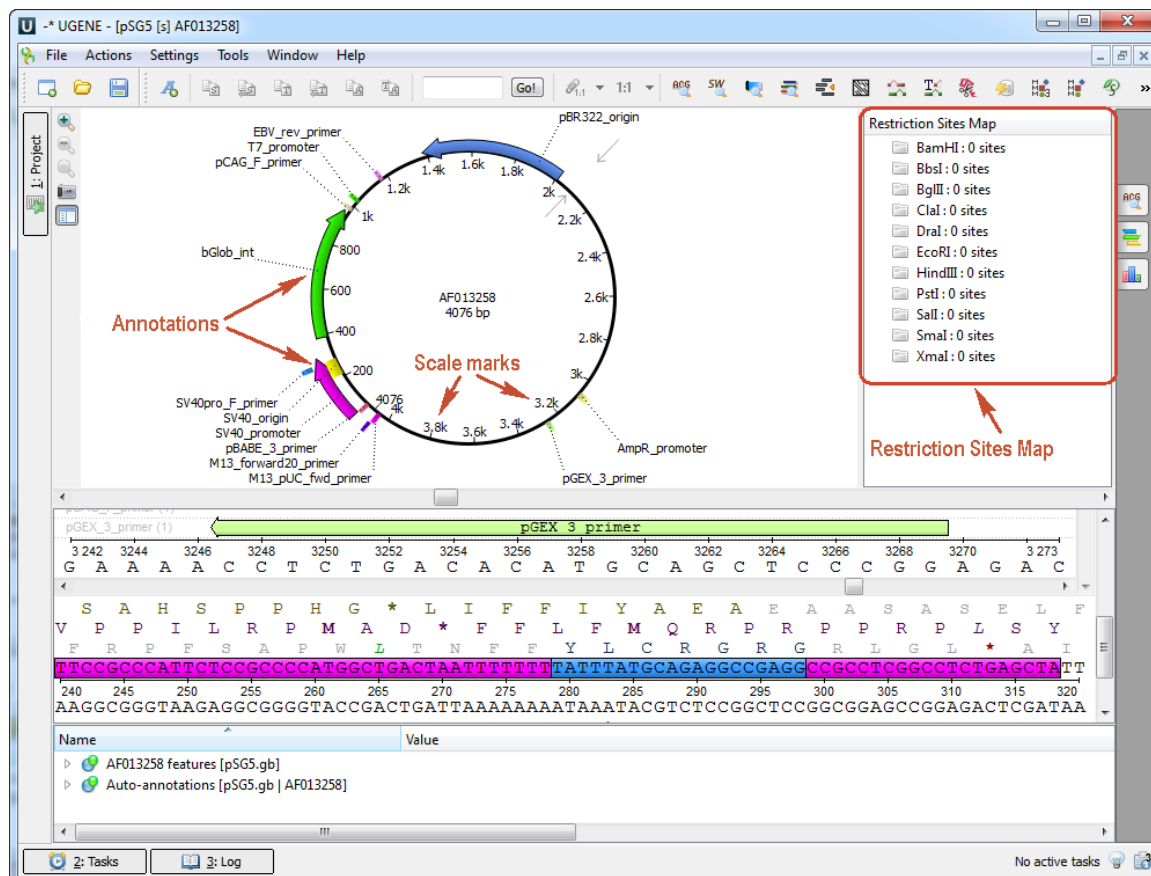 -* UGENE - [pSG5 [s] AF013258]
File Actions Settings Tools Window Help
Go! 1:1
1: Project
EBV_rev_primer
T7_promoter
pCAG_F_primer
bGlob_int
pBR322_origin
1.2k
1.4k
1.6k
1.8k
2k
2.2k
2.4k
2.6k
2.8k
3k
3.2k
3.4k
3.6k
3.8k
4k
4076
200
400
600
800
1k
AF013258
4076 bp
Annotations
Scale marks
SV40pro_F_primer
SV40_origin
SV40_promoter
pBABE_3_primer
M13_forward20_primer
M13_pUC_fwd_primer
AmpR_promoter
pGEX_3_primer
Restriction Sites Map
BamHI : 0 sites
BbsI : 0 sites
BglII : 0 sites
ClaI : 0 sites
DraI : 0 sites
EcoRI : 0 sites
HindIII : 0 sites
PstI : 0 sites
SalI : 0 sites
SmaI : 0 sites
XmaI : 0 sites
Restriction Sites Map
pGEX_3_primer (1)
pGEX_3_primer
3 242 3244 3246 3248 3250 3252 3254 3256 3258 3260 3262 3264 3266 3268 3270 3 273
G A A A A C C T C T G A C A C A T G C A G C T C C C G G A G A C
S A H S P P H G * L I F F I Y A E A E A A S A S E L F
V P P I L R P M A D * F F L F M Q R P R P P R P L S Y
F R P F S A P W L T N F F Y L C R G R G R L G L * A I
TTCCGCCCATTCTCCGCCCCATGGCTGACTAATTTTTTTTATTTATGCAGAGGCCGAGGCCGCCTCGGCCTCTGAGCTATT
240 245 250 255 260 265 270 275 280 285 290 295 300 305 310 315 320
AAGGCGGGTAAGAGGCGGGGTACCGACTGATTAAAAAAAATAAATACGTCTCCGGCTCCGGCGGAGCCGGAGACTCGATAA
Name Value
AF013258 features [pSG5.gb]
Auto-annotations [pSG5.gb | AF013258]
2: Tasks 3: Log No active tasks